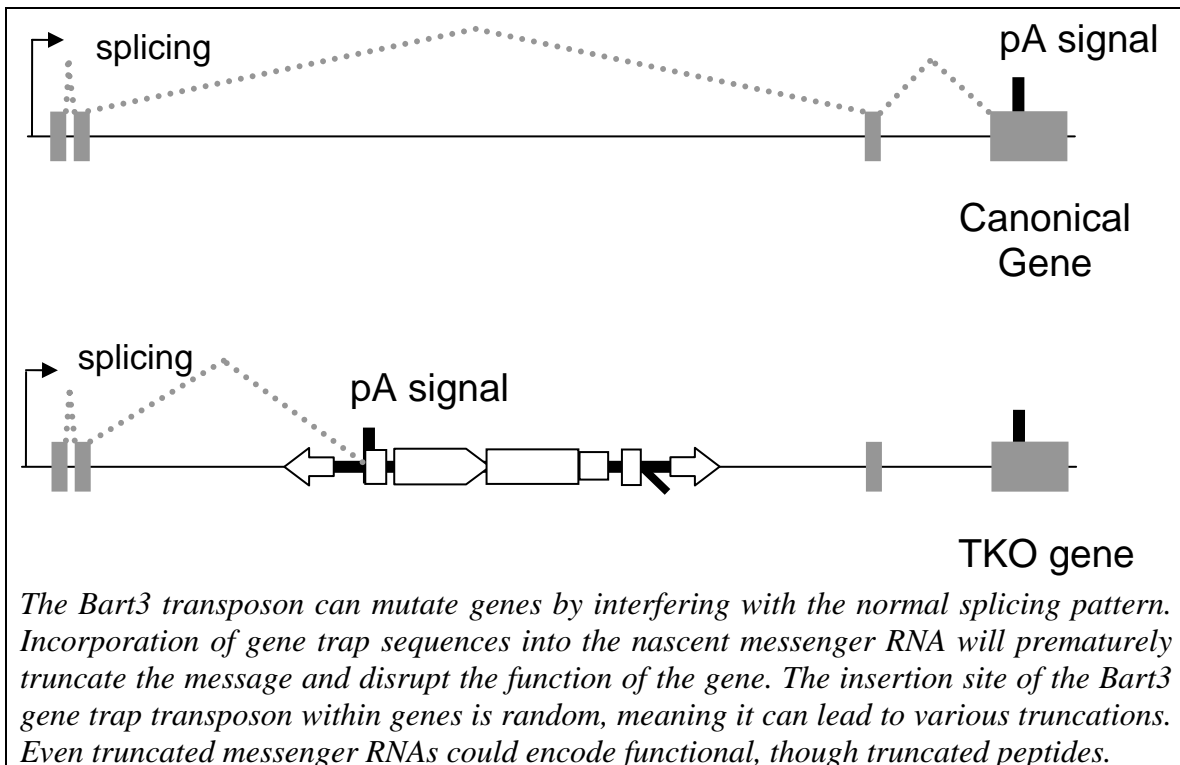 splicing
pA signal
Canonical
Gene
splicing
pA signal
TKO gene
The Bart3 transposon can mutate genes by interfering with the normal splicing pattern.
Incorporation of gene trap sequences into the nascent messenger RNA will prematurely
truncate the message and disrupt the function of the gene. The insertion site of the Bart3
gene trap transposon within genes is random, meaning it can lead to various truncations.
Even truncated messenger RNAs could encode functional, though truncated peptides.